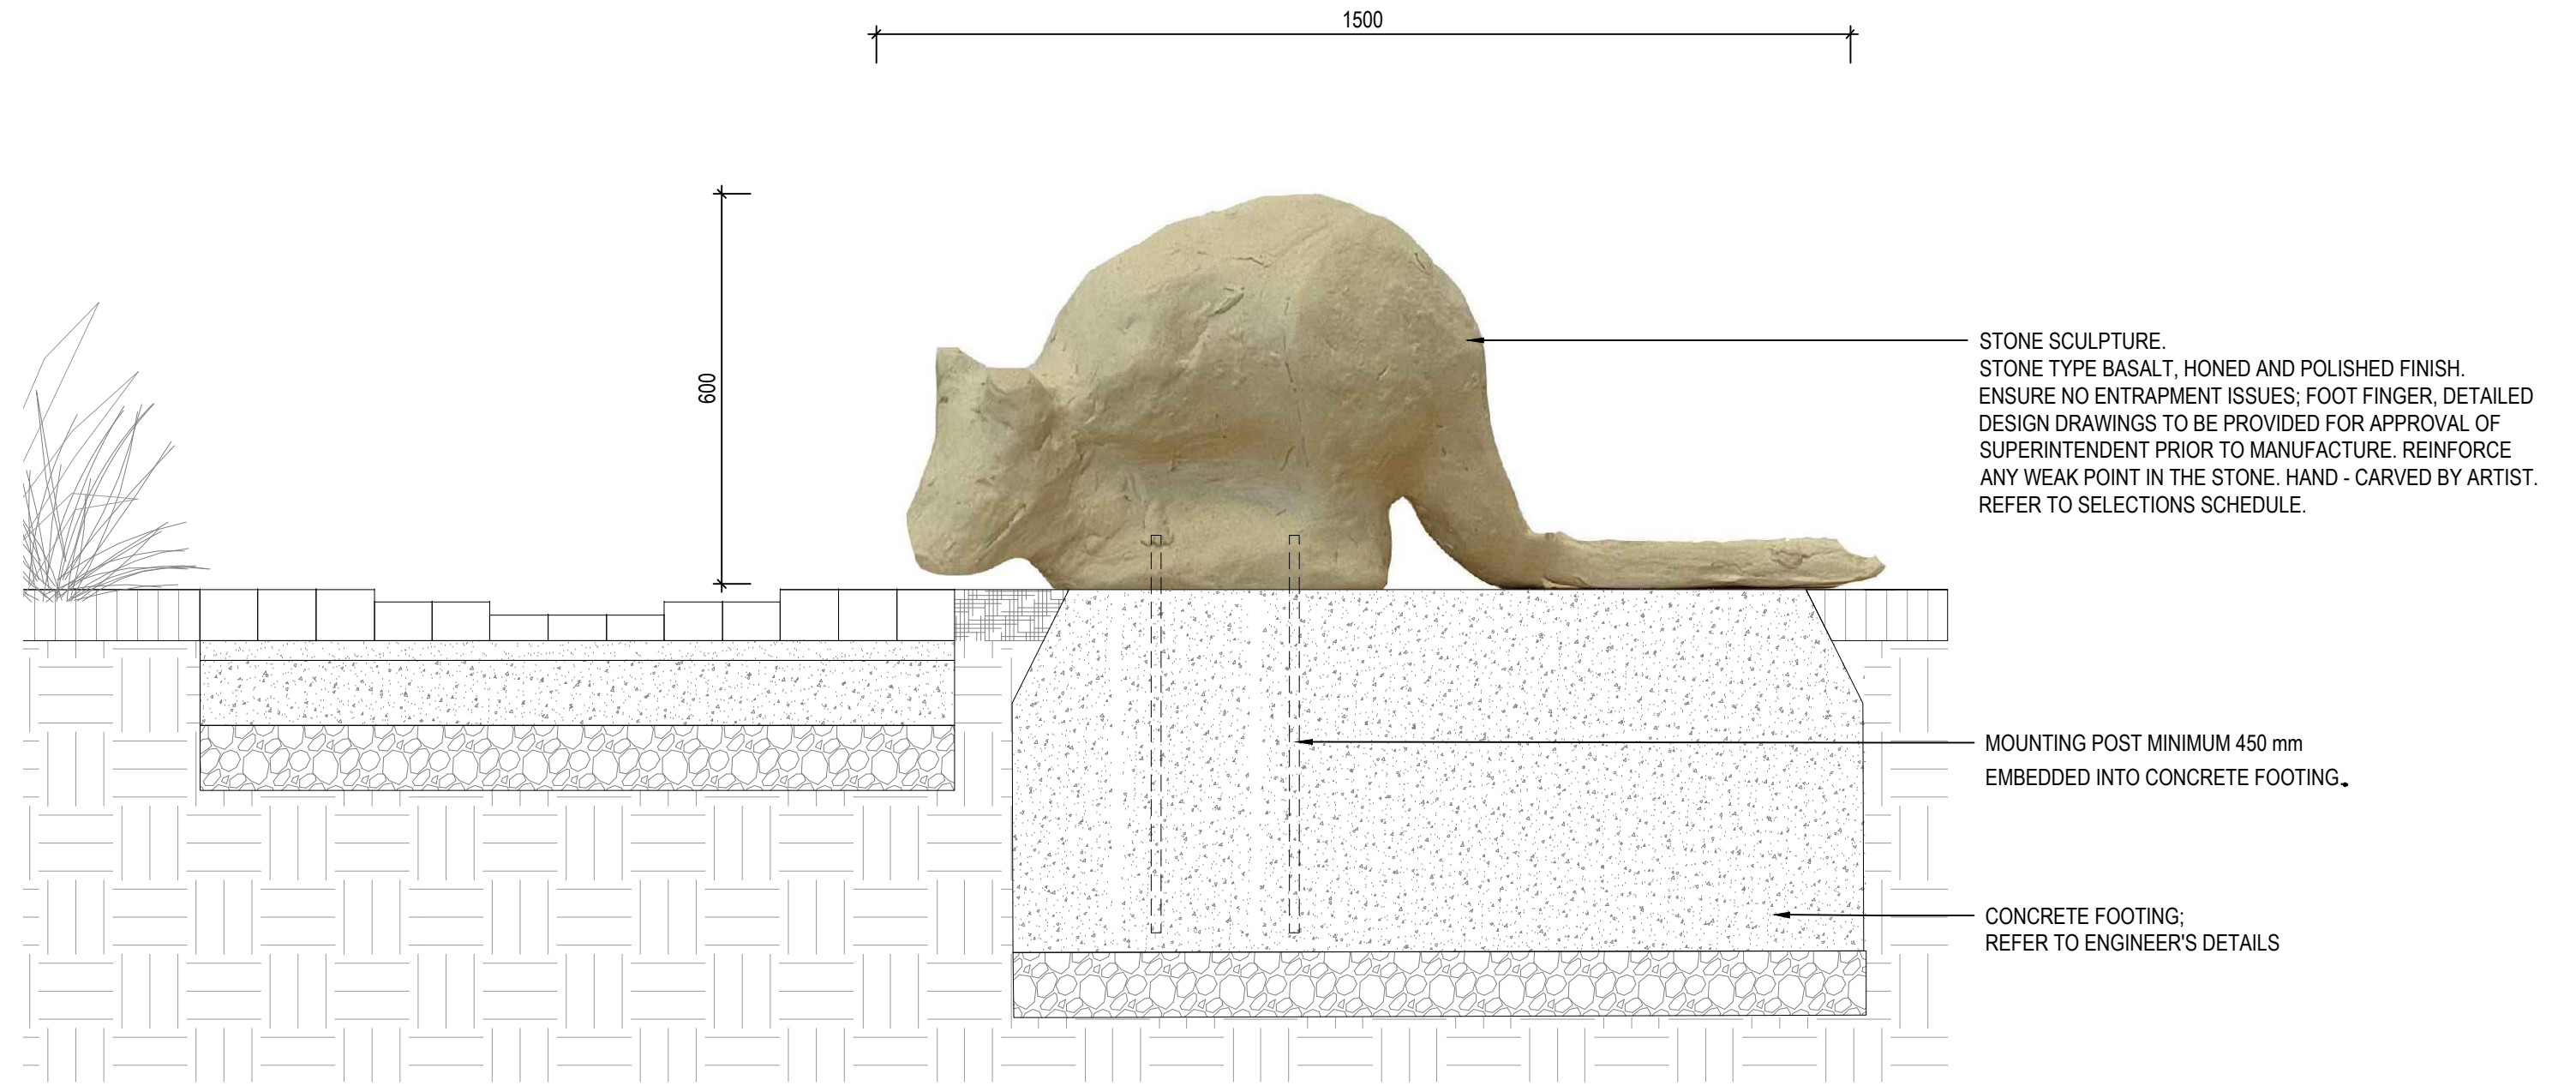 1500
600
STONE SCULPTURE.
STONE TYPE BASALT, HONED AND POLISHED FINISH.
ENSURE NO ENTRAPMENT ISSUES; FOOT FINGER, DETAILED
DESIGN DRAWINGS TO BE PROVIDED FOR APPROVAL OF
SUPERINTENDENT PRIOR TO MANUFACTURE. REINFORCE
ANY WEAK POINT IN THE STONE. HAND - CARVED BY ARTIST.
REFER TO SELECTIONS SCHEDULE.
MOUNTING POST MINIMUM 450 mm
EMBEDDED INTO CONCRETE FOOTING.
CONCRETE FOOTING;
REFER TO ENGINEER'S DETAILS